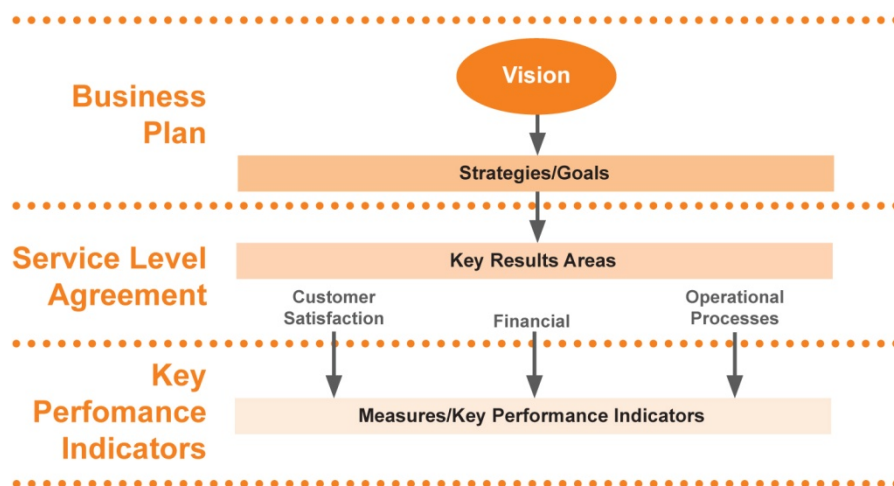 Vision
Business
Plan
Strategies/Goals
Service Level
Agreement
Key Results Areas
Customer
Satisfaction
Financial
Operational
Processes
Key
Perfomance
Indicators
Measures/Key Performance Indicators